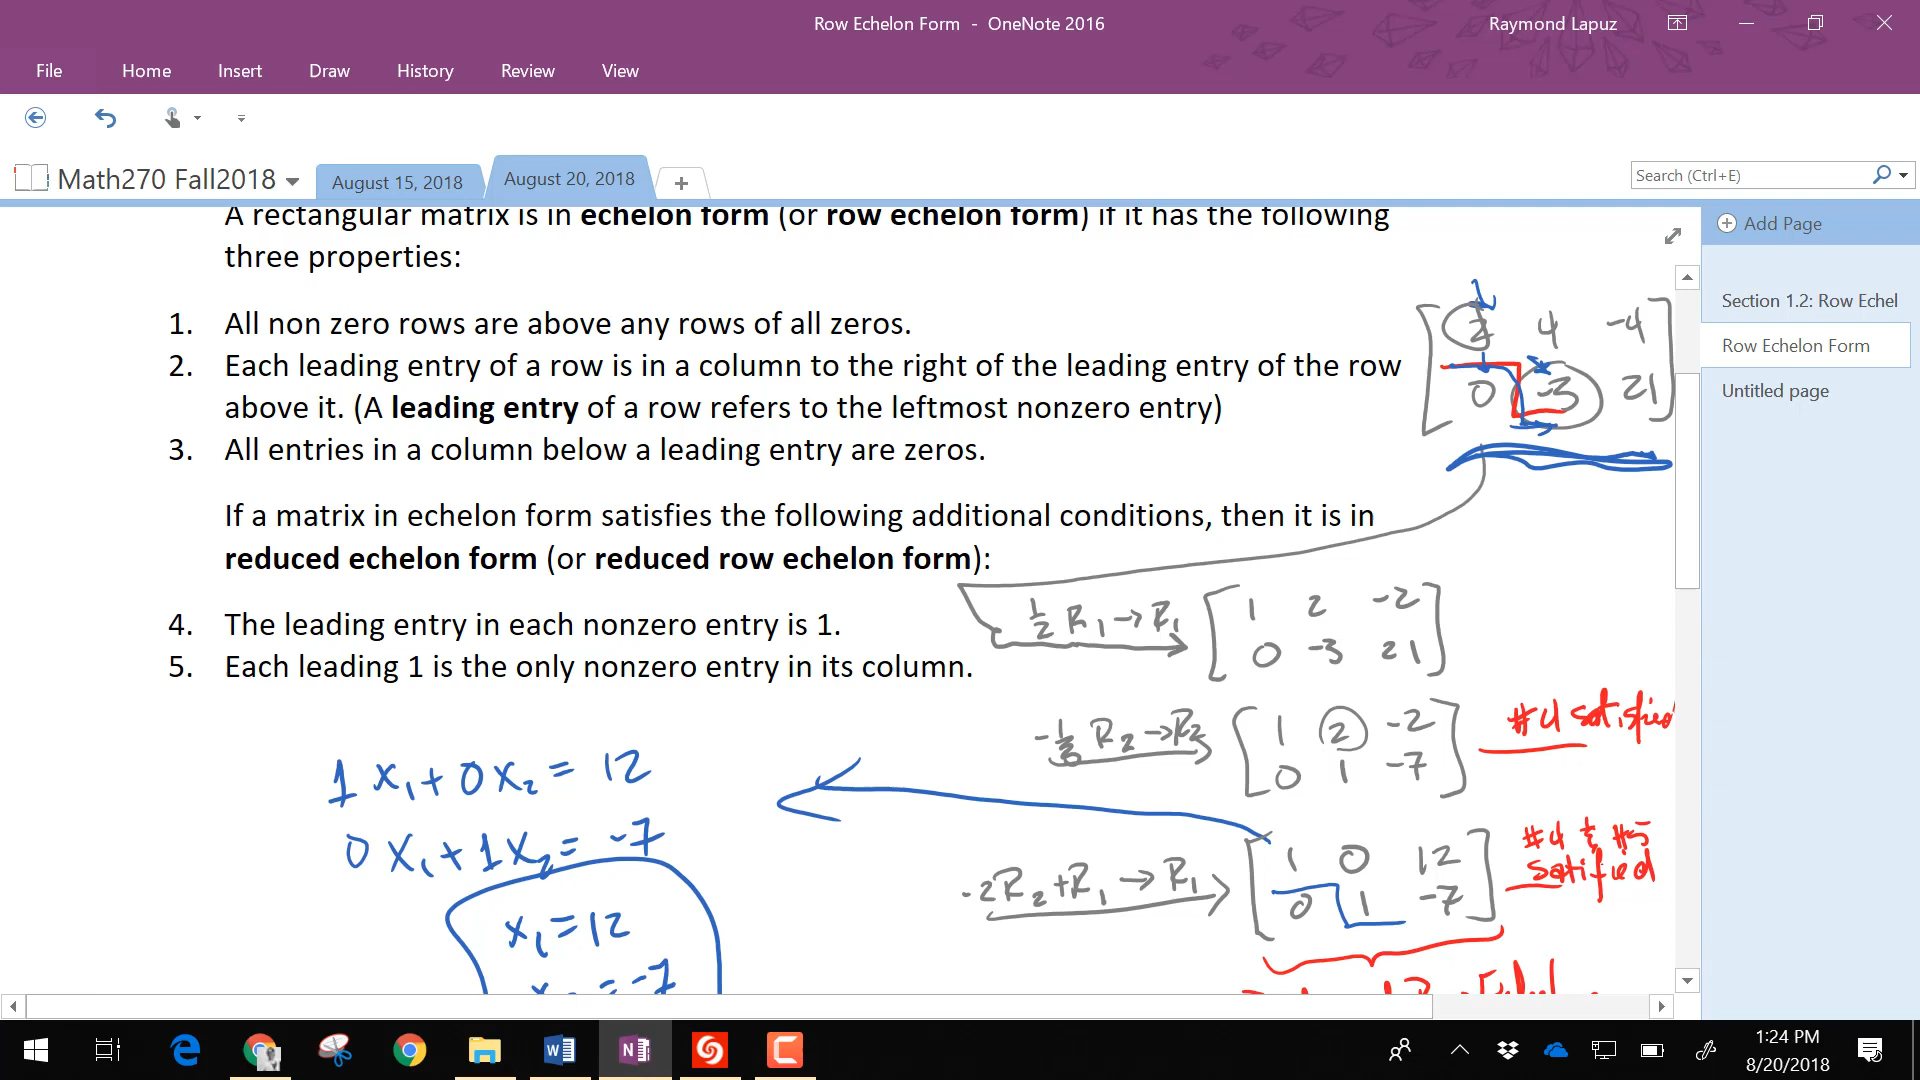 Row Echelon Form - OneNote 2016
Raymond Lapuz
File Home Insert Draw History Review View
Math270 Fall2018
August 15, 2018
August 20, 2018
Search (Ctrl+E)
Add Page
Section 1.2: Row Echel
Row Echelon Form
Untitled page
A rectangular matrix is in echelon form (or row echelon form) if it has the following
three properties:
1. All non zero rows are above any rows of all zeros.
2. Each leading entry of a row is in a column to the right of the leading entry of the row
above it. (A leading entry of a row refers to the leftmost nonzero entry)
3. All entries in a column below a leading entry are zeros.
If a matrix in echelon form satisfies the following additional conditions, then it is in
reduced echelon form (or reduced row echelon form):
4. The leading entry in each nonzero entry is 1.
5. Each leading 1 is the only nonzero entry in its column.
2 4 -4
0 -3 21
½ R₁ → R₁
1 2 -2
0 -3 21
-⅓ R₂ → R₂
1 2 -2
0 1 -7
#4 satisfied
-2R₂ + R₁ → R₁
1 0 12
0 1 -7
#4 & #5
satified
1 x₁ + 0 x₂ = 12
0 x₁ + 1 x₂ = -7
x₁ = 12
= -7
1:24 PM
8/20/2018